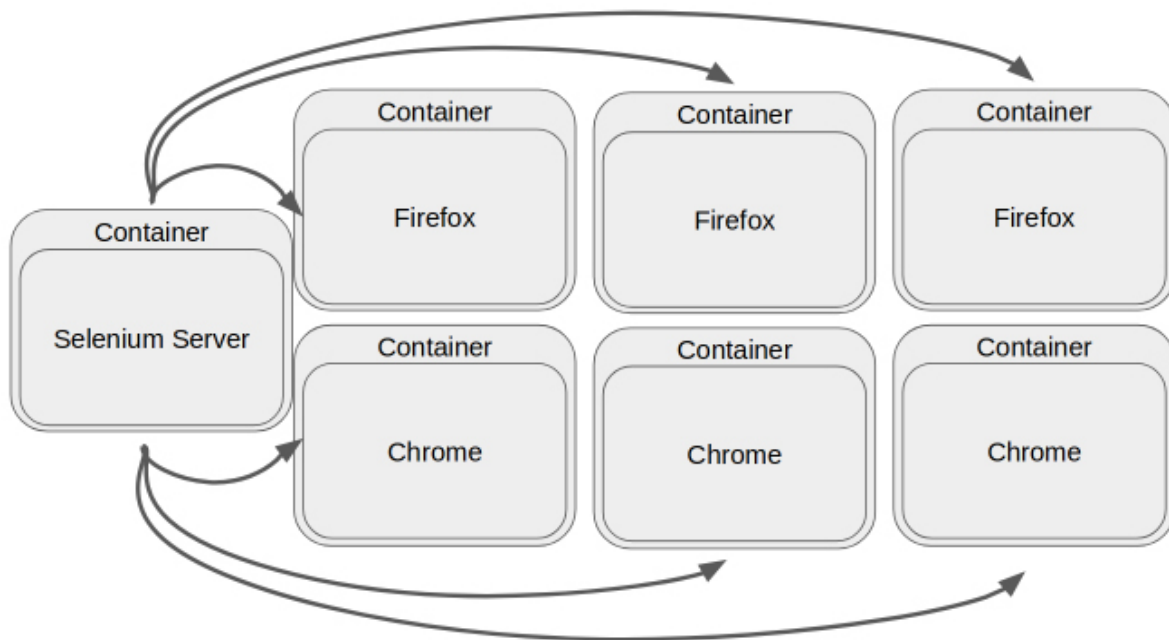 Container
Selenium Server
Container
Firefox
Container
Firefox
Container
Firefox
Container
Chrome
Container
Chrome
Container
Chrome